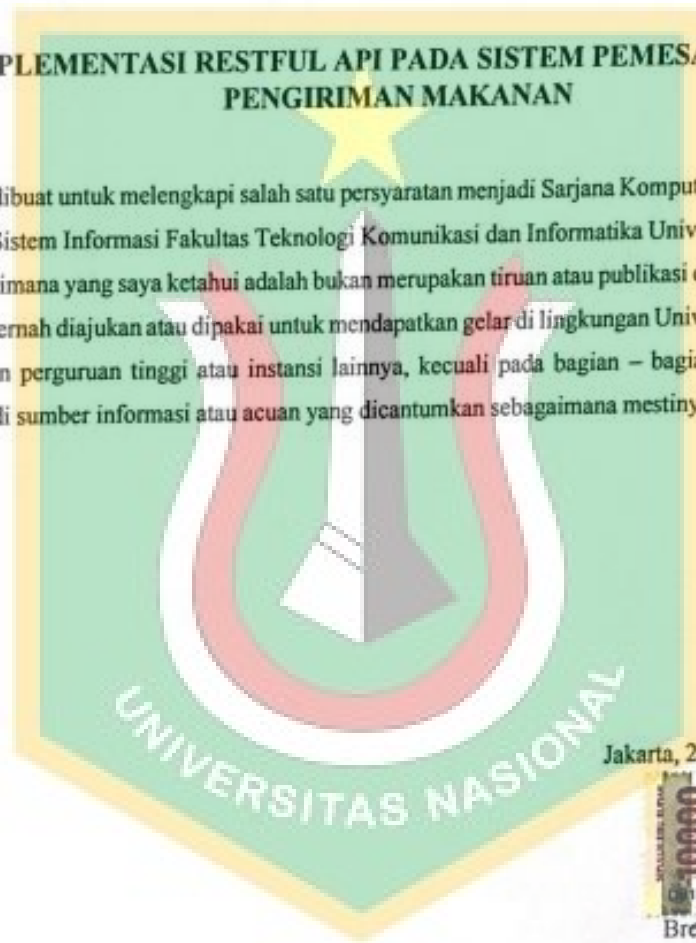 PLEMENTASI RESTFUL API PADA SISTEM PEMESA
PENGIRIMAN MAKANAN
dibuat untuk melengkapi salah satu persyaratan menjadi Sarjana Komput
Sistem Informasi Fakultas Teknologi Komunikasi dan Informatika Univ
imana yang saya ketahui adalah bukan merupakan tiruan atau publikasi
ernah diajukan atau dipakai untuk mendapatkan gelar di lingkungan Univ
n perguruan tinggi atau instansi lainnya, kecuali pada bagian – bagia
di sumber informasi atau acuan yang dicantumkan sebagaimana mestiny
UNIVERSITAS NASIONAL
Jakarta, 2
10000
Bre